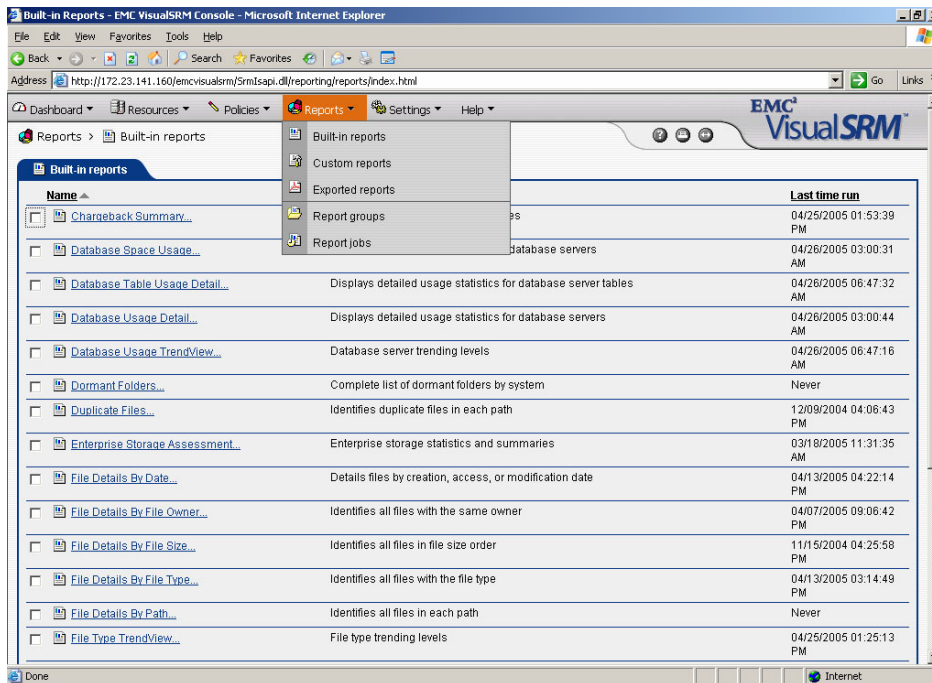 Built-in Reports - EMC VisualSRM Console - Microsoft Internet Explorer
File Edit View Favorites Tools Help
Back Search Favorites
Address http://172.23.141.160/emcvisualsrm/SrmIsapi.dll/reporting/reports/index.html Go Links
Dashboard Resources Policies Reports Settings Help
EMC²
VisualSRM™
Reports > Built-in reports
Built-in reports
Custom reports
Exported reports
Report groups
Report jobs
Built-in reports
Name Last time run
Chargeback Summary... es 04/25/2005 01:53:39
PM
Database Space Usage... database servers 04/26/2005 03:00:31
AM
Database Table Usage Detail... Displays detailed usage statistics for database server tables 04/26/2005 06:47:32
AM
Database Usage Detail... Displays detailed usage statistics for database servers 04/26/2005 03:00:44
AM
Database Usage TrendView... Database server trending levels 04/26/2005 06:47:16
AM
Dormant Folders... Complete list of dormant folders by system Never
Duplicate Files... Identifies duplicate files in each path 12/09/2004 04:06:43
PM
Enterprise Storage Assessment... Enterprise storage statistics and summaries 03/18/2005 11:31:35
AM
File Details By Date... Details files by creation, access, or modification date 04/13/2005 04:22:14
PM
File Details By File Owner... Identifies all files with the same owner 04/07/2005 09:06:42
PM
File Details By File Size... Identifies all files in file size order 11/15/2004 04:25:58
PM
File Details By File Type... Identifies all files with the file type 04/13/2005 03:14:49
PM
File Details By Path... Identifies all files in each path Never
File Type TrendView... File type trending levels 04/25/2005 01:25:13
PM
Done Internet